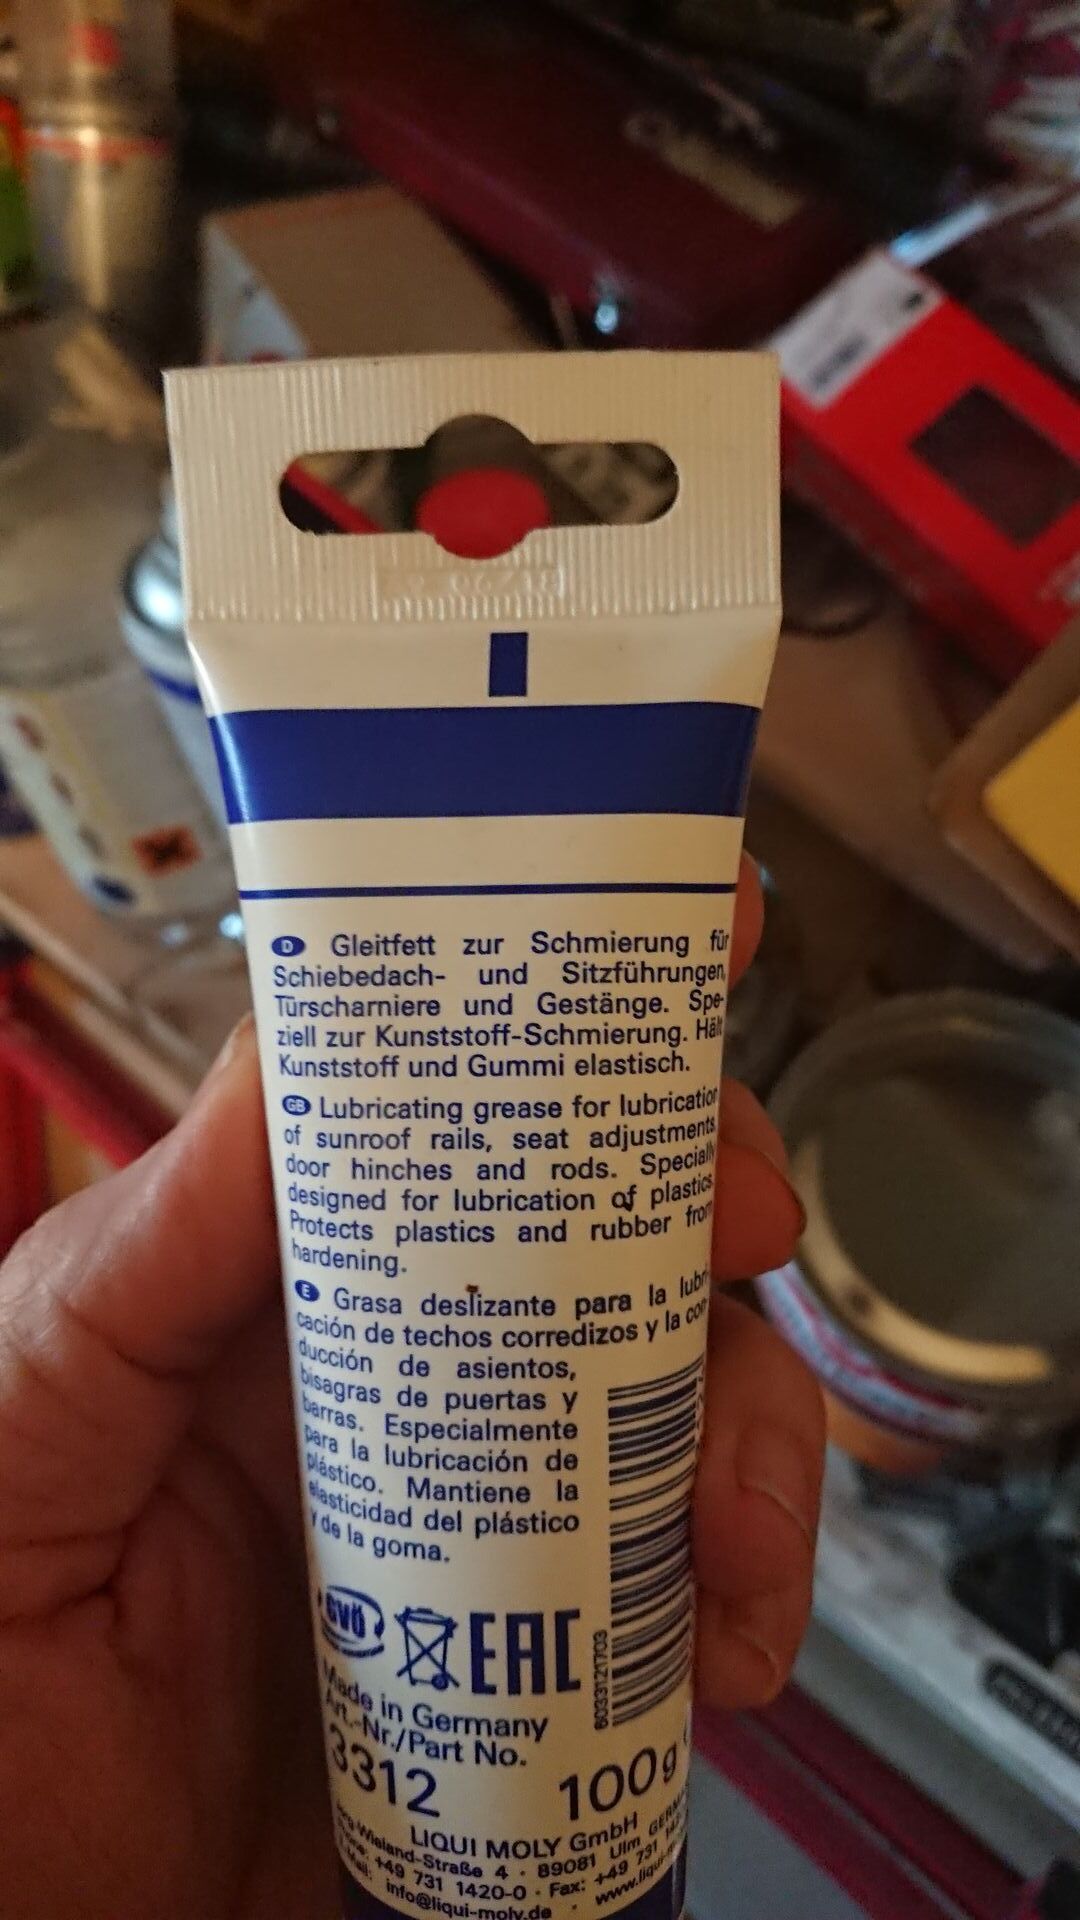 D Gleitfett zur Schmierung für
Schiebedach- und Sitzführungen,
Türscharniere und Gestänge. Spe-
ziell zur Kunststoff-Schmierung. Hält
Kunststoff und Gummi elastisch.
GB Lubricating grease for lubrication
of sunroof rails, seat adjustments,
door hinches and rods. Specially
designed for lubrication of plastics.
Protects plastics and rubber from
hardening.
E Grasa deslizante para la lubri-
cación de techos corredizos y la con-
ducción de asientos,
bisagras de puertas y
barras. Especialmente
para la lubricación de
plástico. Mantiene la
elasticidad del plástico
y de la goma.
GVÖ EAC
6033121703
Made in Germany
Art.-Nr./Part No.
3312 100g
LIQUI MOLY GmbH
-Wieland-Straße 4 · 89081 Ulm
+49 731 1420-0 · Fax: +49 731
info@liqui-moly.de ·